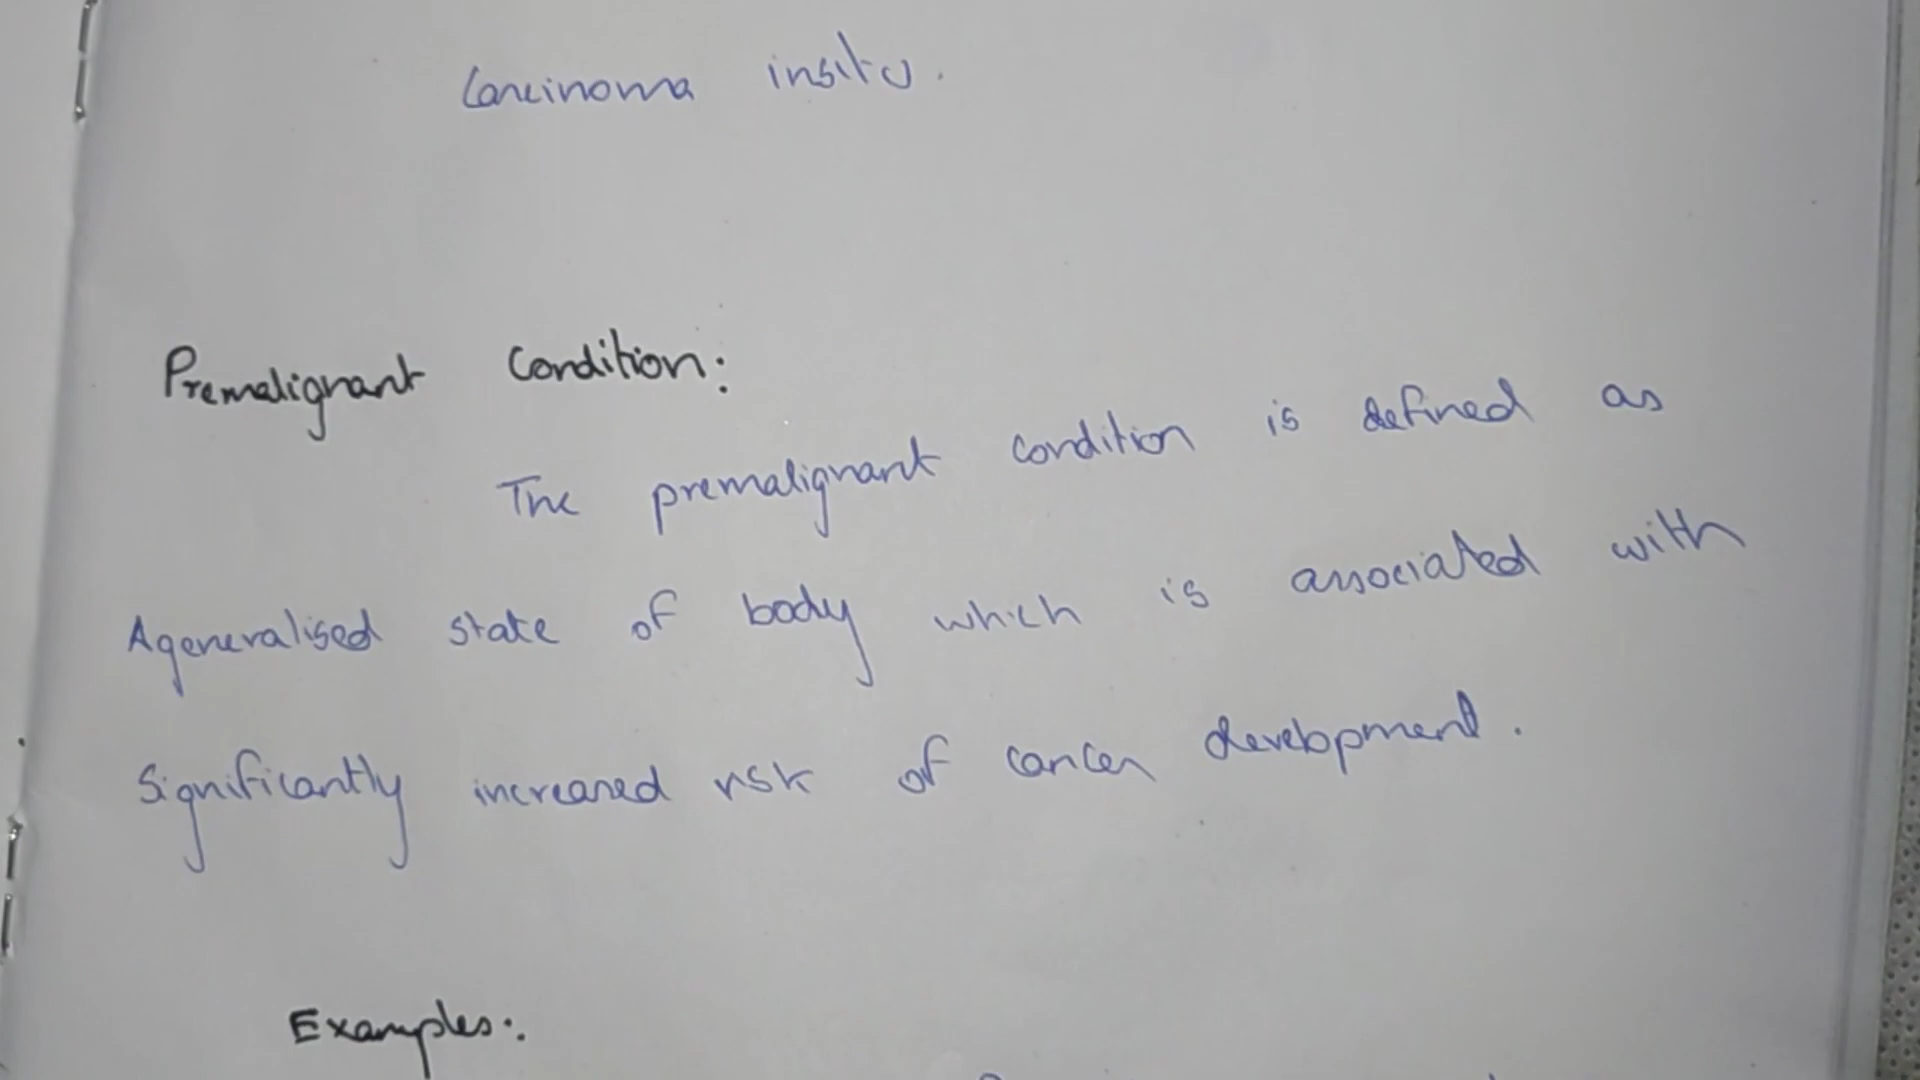 Carcinoma insitu.
Premalignant Condition:
The premalignant condition is defined as
A generalised state of body which is associated with
Significantly increased risk of cancer development.
Examples: